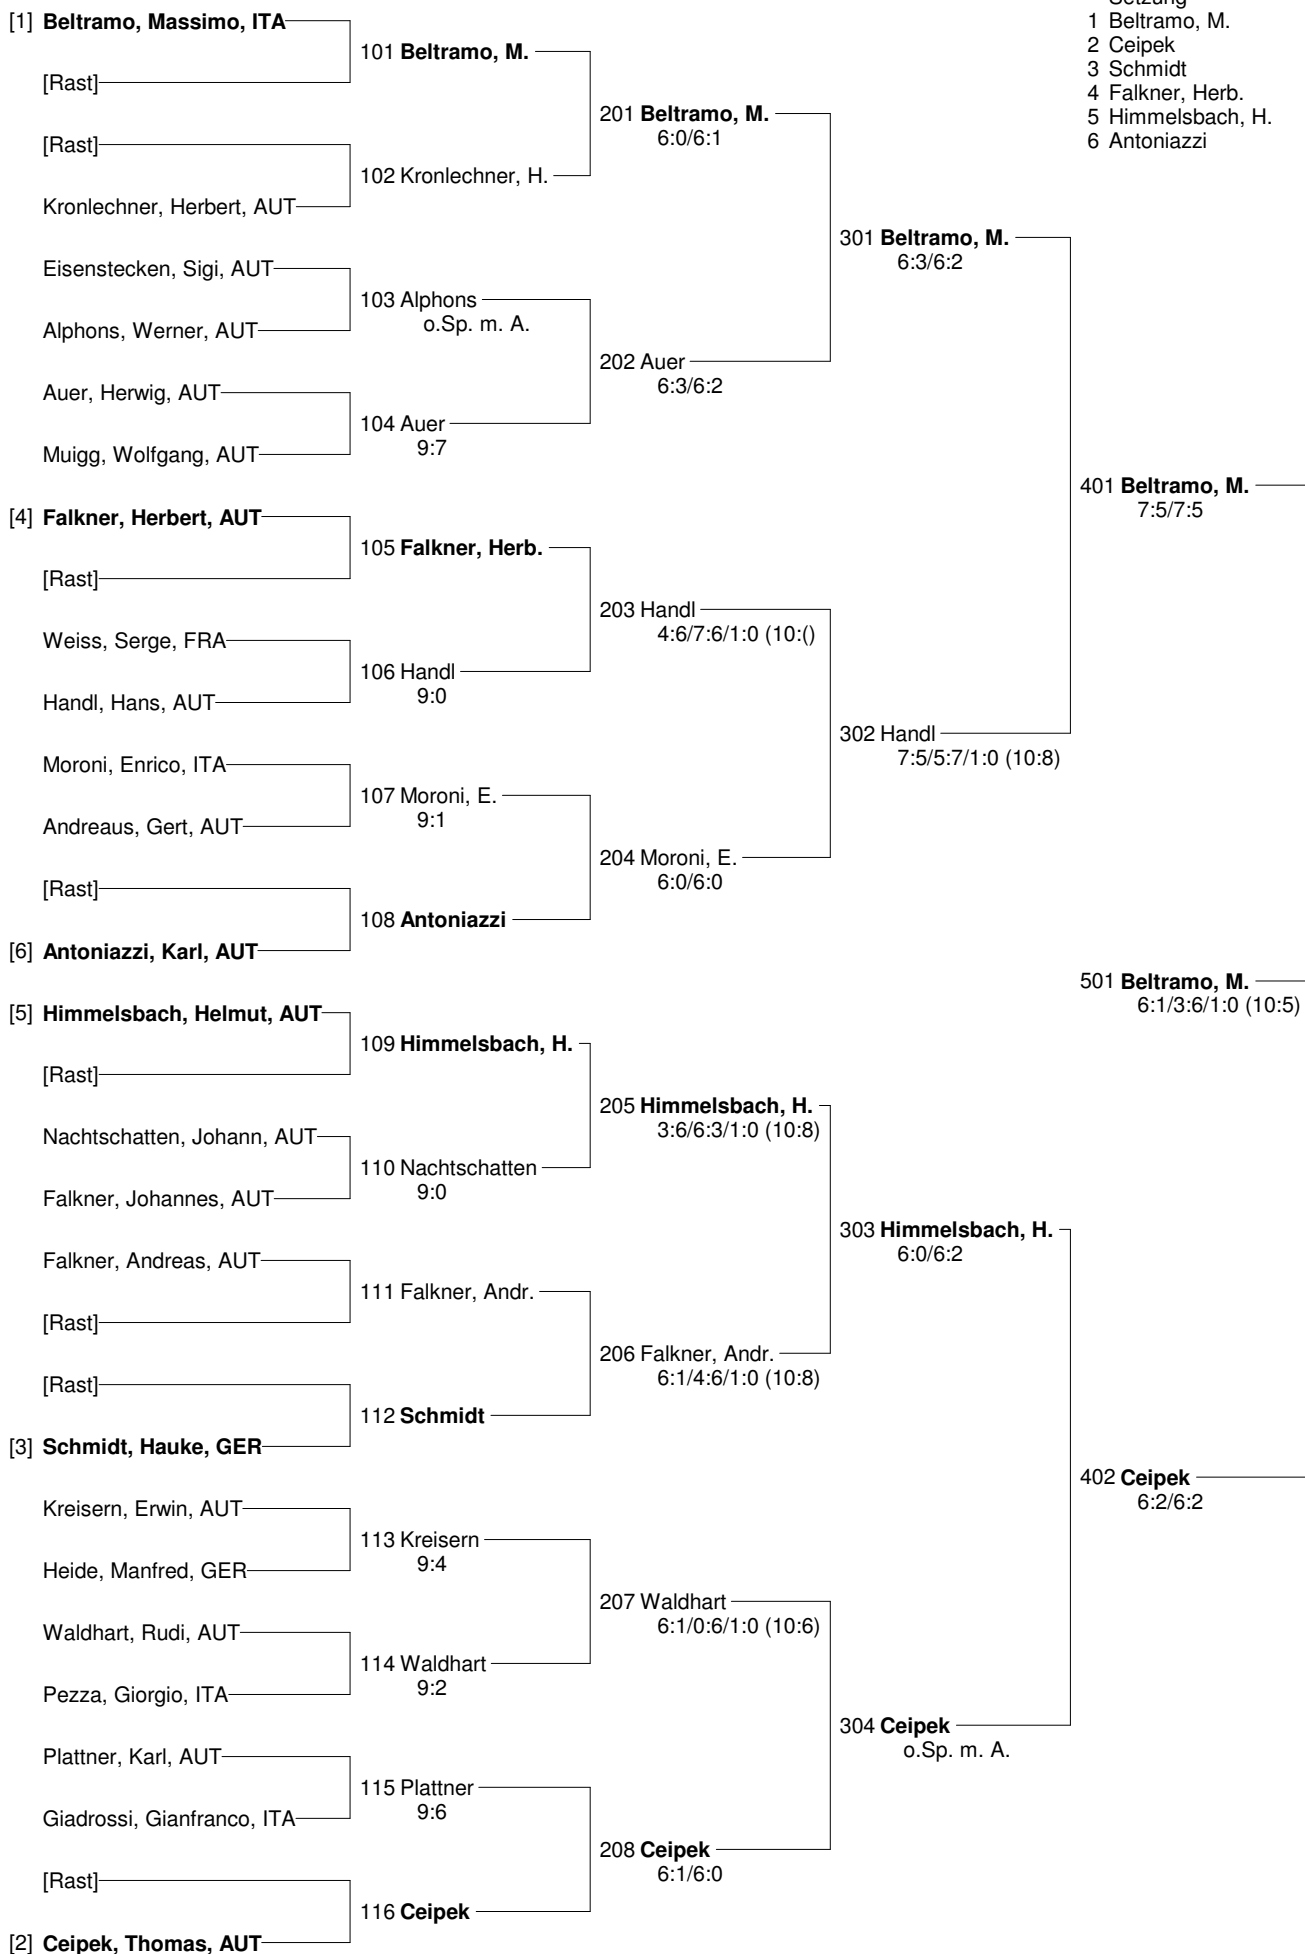 Setzung
1 Beltramo, M.
2 Ceipek
3 Schmidt
4 Falkner, Herb.
5 Himmelsbach, H.
6 Antoniazzi
[1] Beltramo, Massimo, ITA
101 Beltramo, M.
[Rast]
201 Beltramo, M.
6:0/6:1
[Rast]
102 Kronlechner, H.
Kronlechner, Herbert, AUT
301 Beltramo, M.
6:3/6:2
Eisenstecken, Sigi, AUT
103 Alphons
o.Sp. m. A.
Alphons, Werner, AUT
202 Auer
6:3/6:2
Auer, Herwig, AUT
104 Auer
9:7
Muigg, Wolfgang, AUT
401 Beltramo, M.
7:5/7:5
[4] Falkner, Herbert, AUT
105 Falkner, Herb.
[Rast]
203 Handl
4:6/7:6/1:0 (10:()
Weiss, Serge, FRA
106 Handl
9:0
Handl, Hans, AUT
302 Handl
7:5/5:7/1:0 (10:8)
Moroni, Enrico, ITA
107 Moroni, E.
9:1
Andreaus, Gert, AUT
204 Moroni, E.
6:0/6:0
[Rast]
108 Antoniazzi
[6] Antoniazzi, Karl, AUT
501 Beltramo, M.
6:1/3:6/1:0 (10:5)
[5] Himmelsbach, Helmut, AUT
109 Himmelsbach, H.
[Rast]
205 Himmelsbach, H.
3:6/6:3/1:0 (10:8)
Nachtschatten, Johann, AUT
110 Nachtschatten
9:0
Falkner, Johannes, AUT
303 Himmelsbach, H.
6:0/6:2
Falkner, Andreas, AUT
111 Falkner, Andr.
[Rast]
206 Falkner, Andr.
6:1/4:6/1:0 (10:8)
[Rast]
112 Schmidt
[3] Schmidt, Hauke, GER
402 Ceipek
6:2/6:2
Kreisern, Erwin, AUT
113 Kreisern
9:4
Heide, Manfred, GER
207 Waldhart
6:1/0:6/1:0 (10:6)
Waldhart, Rudi, AUT
114 Waldhart
9:2
Pezza, Giorgio, ITA
304 Ceipek
o.Sp. m. A.
Plattner, Karl, AUT
115 Plattner
9:6
Giadrossi, Gianfranco, ITA
208 Ceipek
6:1/6:0
[Rast]
116 Ceipek
[2] Ceipek, Thomas, AUT